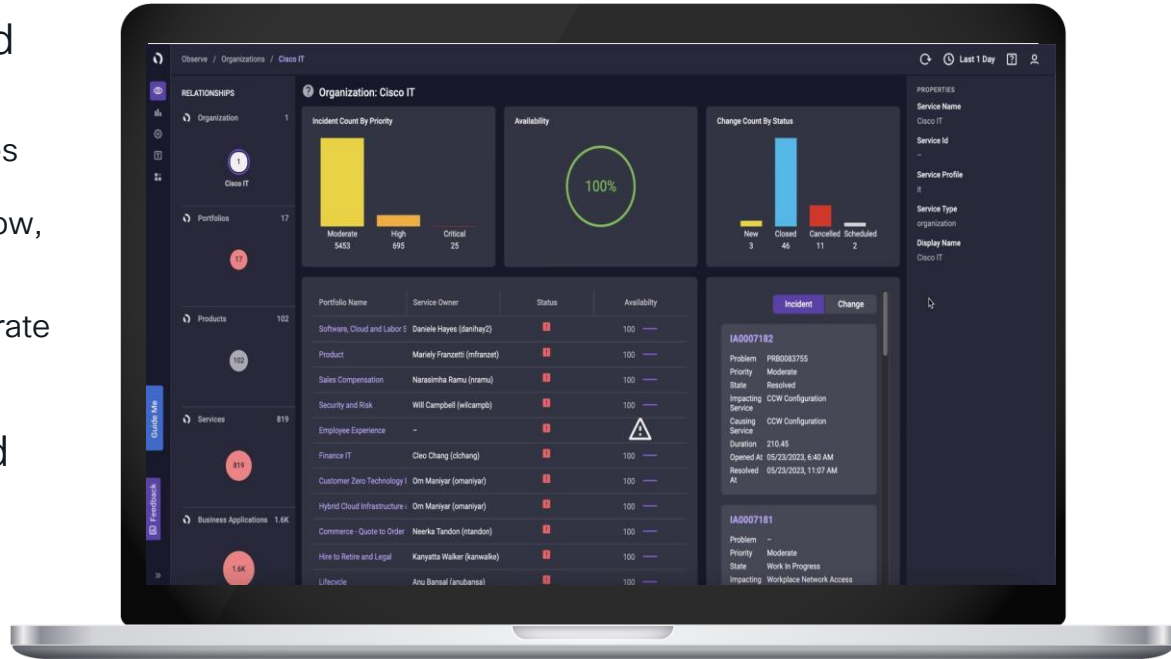 d
s
ow,
rate
d
Observe / Organizations / Cisco IT
Last 1 Day
RELATIONSHIPS
Organization 1
1
Cisco IT
Portfolios 17
17
Products 102
102
Services 819
819
Business Applications 1.6K
1.6K
Guide Me
Feedback
Organization: Cisco IT
Incident Count By Priority
Moderate High Critical
5453 695 25
Availability
100%
Change Count By Status
New Closed Cancelled Scheduled
3 46 11 2
Portfolio Name Service Owner Status Availabilty
Software, Cloud and Labor S Daniele Hayes (danihay2) 100
Product Mariely Franzetti (mfranzet) 100
Sales Compensation Narasimha Ramu (nramu) 100
Security and Risk Will Campbell (wilcampb) 100
Employee Experience –
Finance IT Cleo Chang (clchang) 100
Customer Zero Technology Om Maniyar (omaniyar) 100
Hybrid Cloud Infrastructure Om Maniyar (omaniyar) 100
Commerce - Quote to Order Neerka Tandon (ntandon) 100
Hire to Retire and Legal Kanyatta Walker (kanwalke) 100
Lifecycle Anu Bansal (anubansa) 100
Incident Change
IA0007182
Problem PRB0083755
Priority Moderate
State Resolved
Impacting CCW Configuration
Service
Causing CCW Configuration
Service
Duration 210.45
Opened At 05/23/2023, 6:40 AM
Resolved 05/23/2023, 11:07 AM
At
IA0007181
Problem –
Priority Moderate
State Work In Progress
Impacting Workplace Network Access
PROPERTIES
Service Name
Cisco IT
Service Id
–
Service Profile
it
Service Type
organization
Display Name
Cisco IT